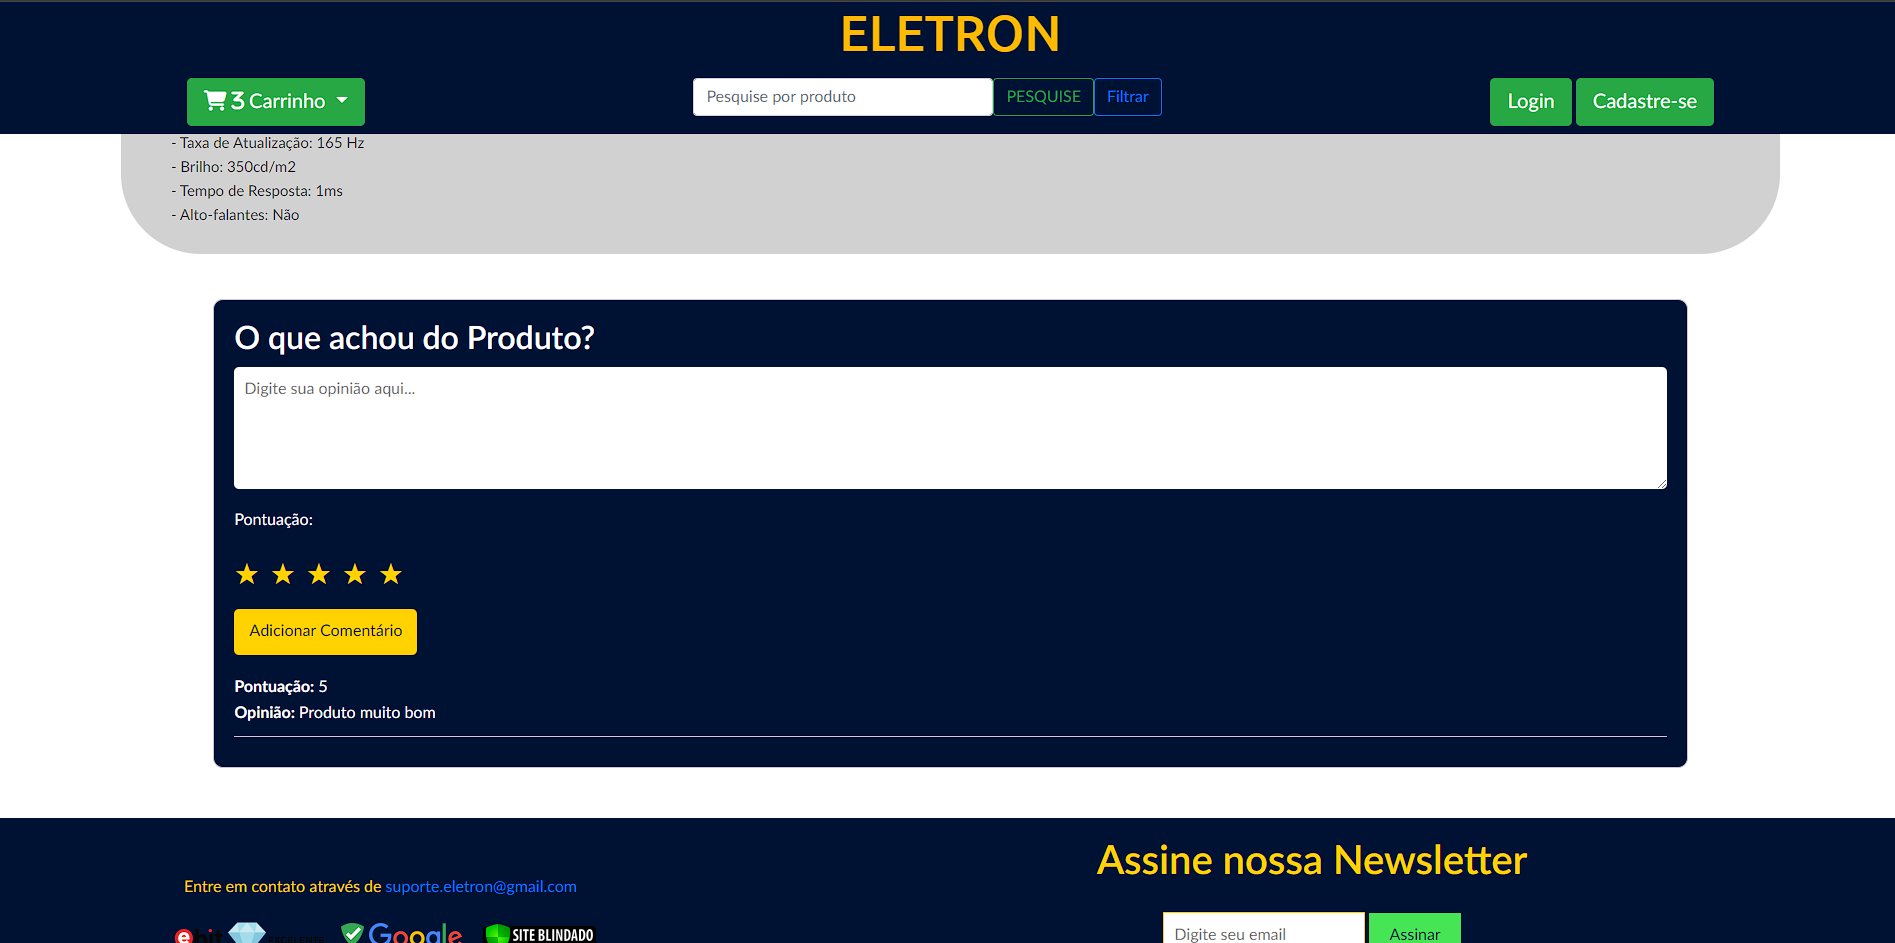 ELETRON
3 Carrinho
Pesquise por produto
PESQUISE
Filtrar
Login
Cadastre-se
- Taxa de Atualização: 165 Hz
- Brilho: 350cd/m2
- Tempo de Resposta: 1ms
- Alto-falantes: Não
O que achou do Produto?
Digite sua opinião aqui...
Pontuação:
★ ★ ★ ★ ★
Adicionar Comentário
Pontuação: 5
Opinião: Produto muito bom
Entre em contato através de suporte.eletron@gmail.com
ebit
Google
SITE BLINDADO
Assine nossa Newsletter
Digite seu email
Assinar